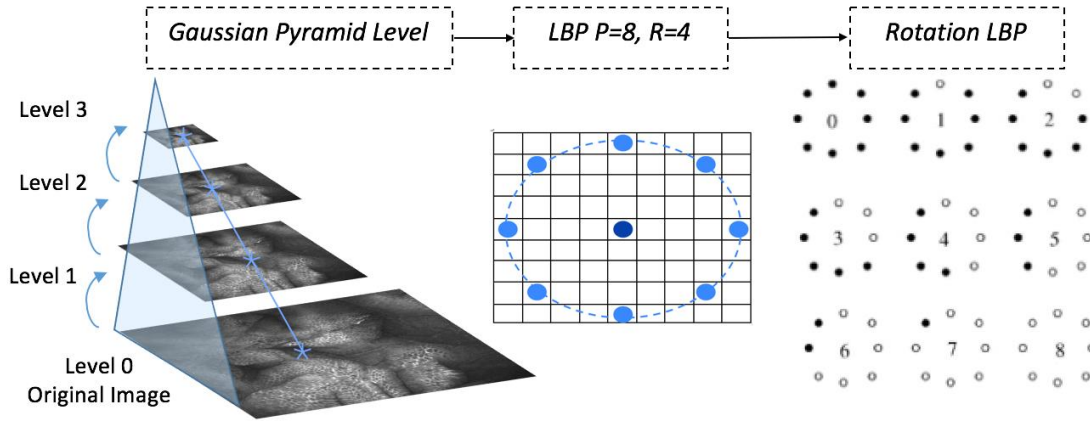 Gaussian Pyramid Level
LBP P=8, R=4
Rotation LBP
Level 3
Level 2
Level 1
Level 0
Original Image
0 1 2
3 4 5
6 7 8